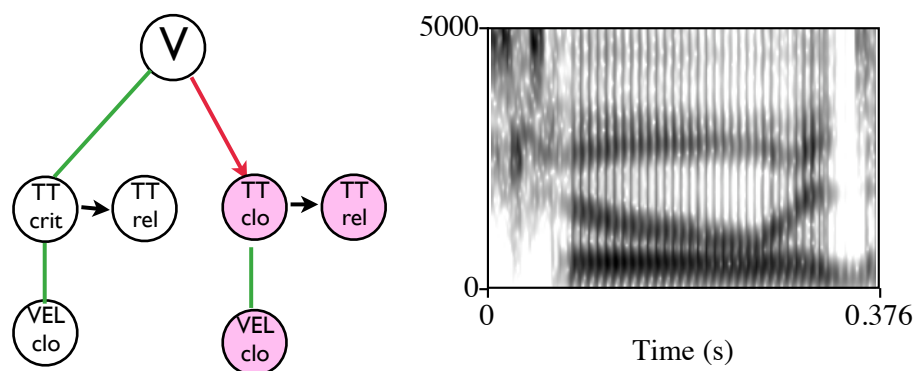 V
TT
crit
TT
rel
TT
clo
TT
rel
VEL
clo
VEL
clo
5000
0
0
0.376
Time (s)